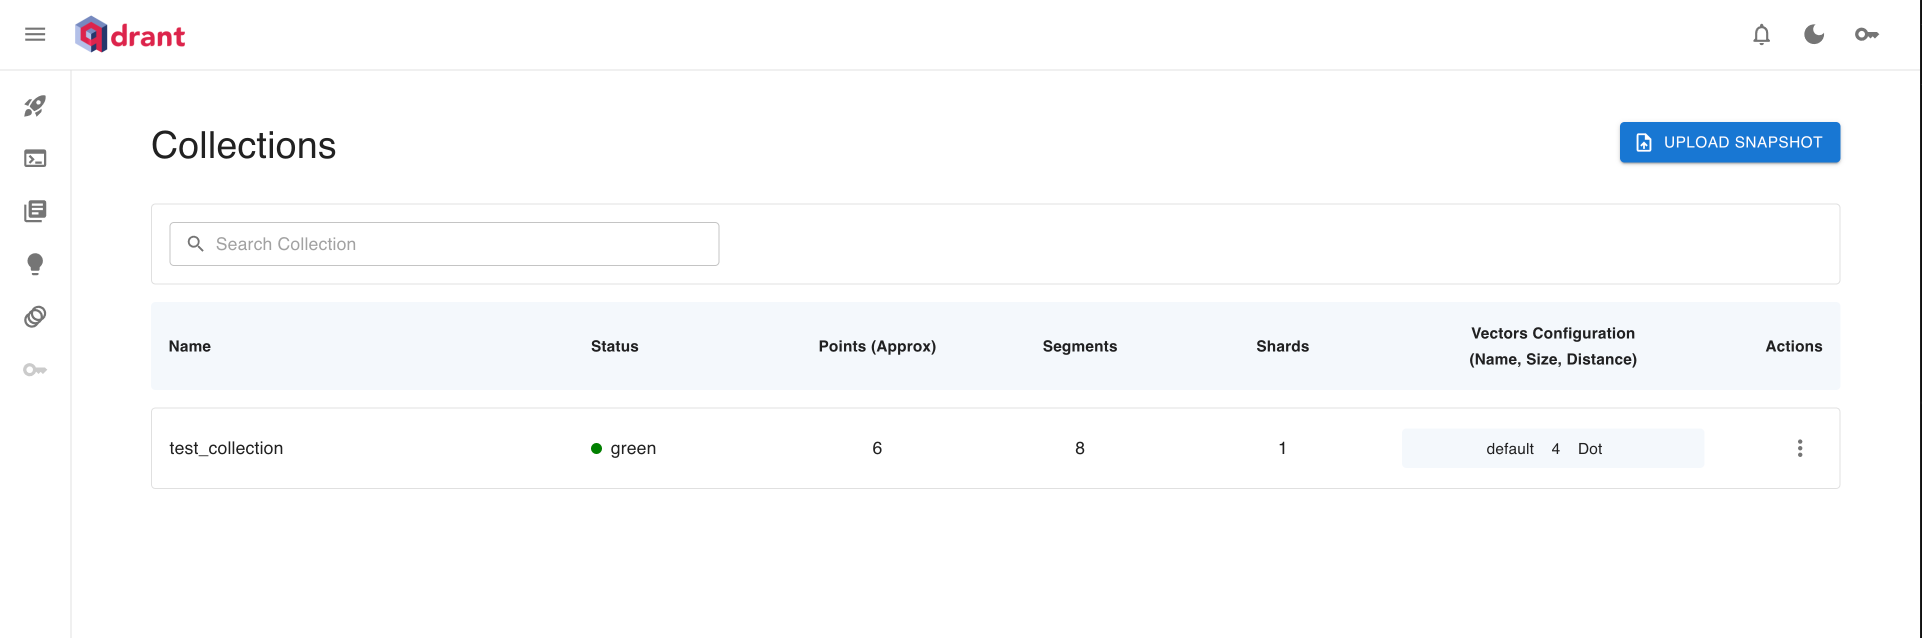 qdrant
Collections
UPLOAD SNAPSHOT
Search Collection
Name Status Points (Approx) Segments Shards Vectors Configuration (Name, Size, Distance) Actions
test_collection green 6 8 1 default 4 Dot